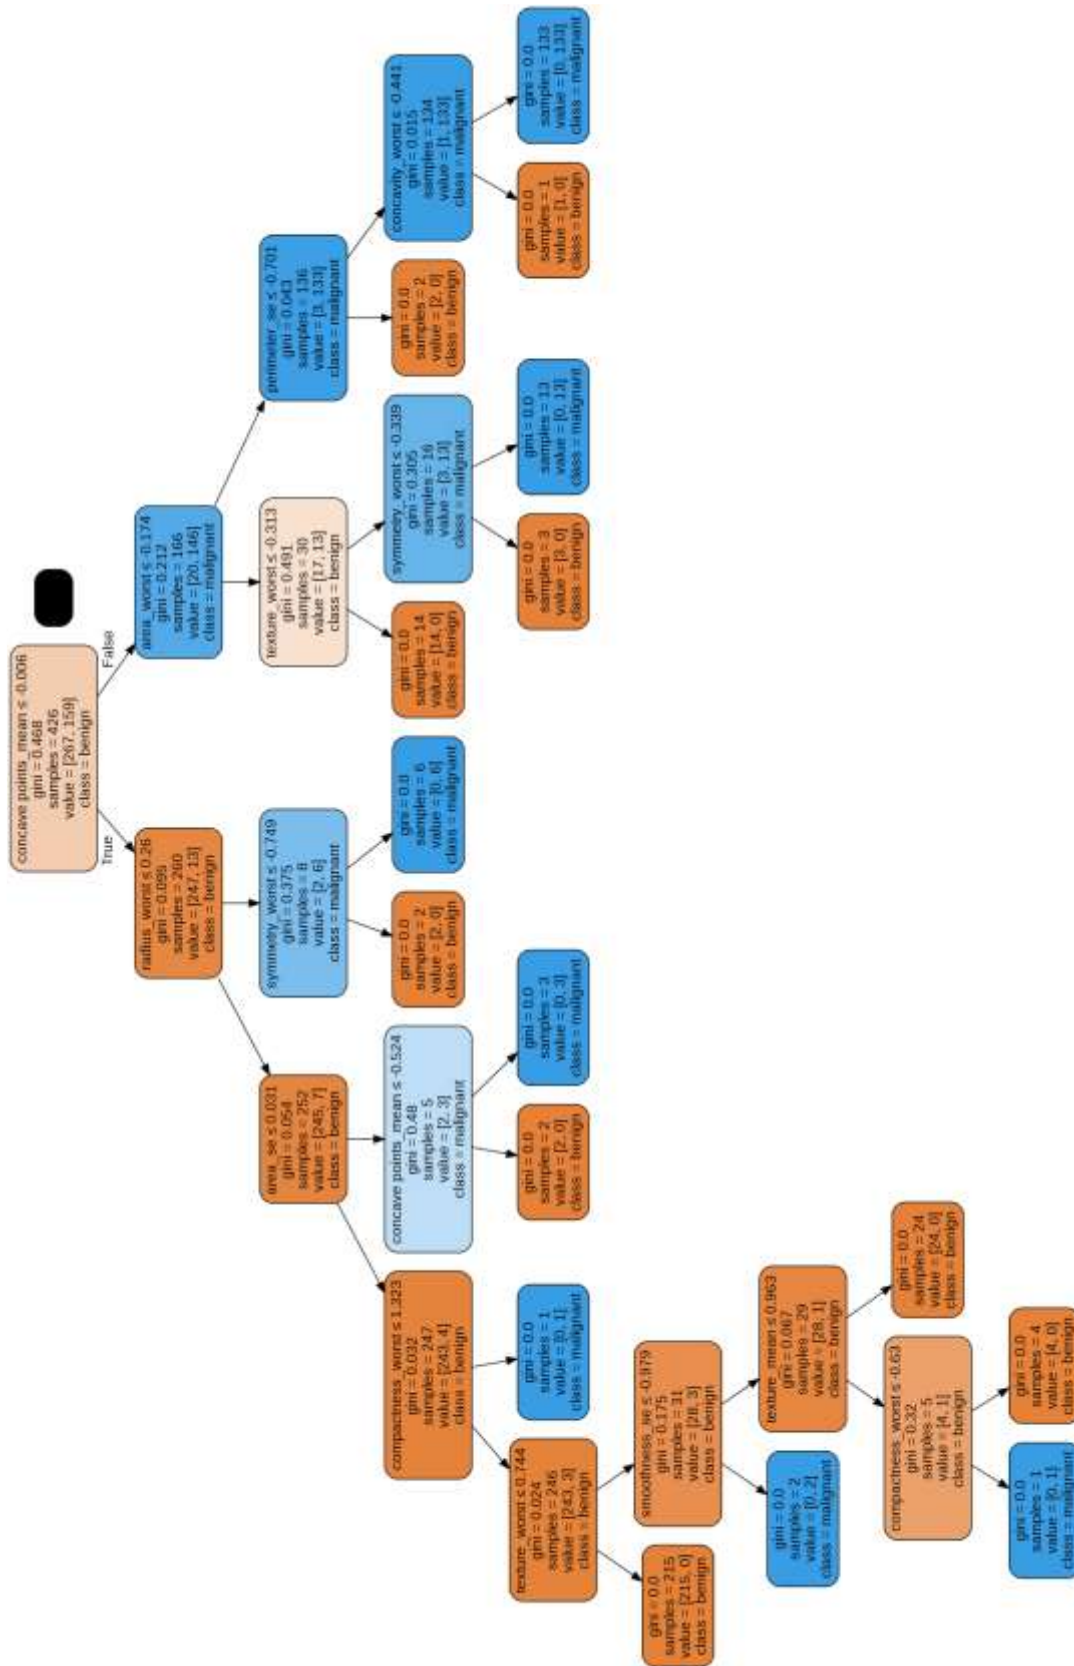 concave points_mean ≤ -0.006
gini = 0.468
samples = 426
value = [267, 159]
class = benign
True
False
radius_worst ≤ 0.26
gini = 0.095
samples = 260
value = [247, 13]
class = benign
area_worst ≤ -0.174
gini = 0.212
samples = 166
value = [20, 146]
class = malignant
area_se ≤ 0.031
gini = 0.054
samples = 252
value = [245, 7]
class = benign
symmetry_worst ≤ -0.749
gini = 0.375
samples = 8
value = [2, 6]
class = malignant
texture_worst ≤ -0.313
gini = 0.491
samples = 30
value = [17, 13]
class = benign
perimeter_se ≤ -0.701
gini = 0.043
samples = 136
value = [3, 133]
class = malignant
compactness_worst ≤ 1.323
gini = 0.032
samples = 247
value = [243, 4]
class = benign
concave points_mean ≤ -0.524
gini = 0.48
samples = 5
value = [2, 3]
class = malignant
gini = 0.0
samples = 2
value = [2, 0]
class = benign
gini = 0.0
samples = 6
value = [0, 6]
class = malignant
gini = 0.0
samples = 14
value = [14, 0]
class = benign
symmetry_worst ≤ -0.339
gini = 0.305
samples = 16
value = [3, 13]
class = malignant
gini = 0.0
samples = 2
value = [2, 0]
class = benign
concavity_worst ≤ -0.441
gini = 0.015
samples = 134
value = [1, 133]
class = malignant
texture_worst ≤ 0.744
gini = 0.024
samples = 246
value = [243, 3]
class = benign
gini = 0.0
samples = 1
value = [0, 1]
class = malignant
gini = 0.0
samples = 2
value = [2, 0]
class = benign
gini = 0.0
samples = 3
value = [0, 3]
class = malignant
gini = 0.0
samples = 3
value = [3, 0]
class = benign
gini = 0.0
samples = 13
value = [0, 13]
class = malignant
gini = 0.0
samples = 1
value = [1, 0]
class = benign
gini = 0.0
samples = 133
value = [0, 133]
class = malignant
gini = 0.0
samples = 215
value = [215, 0]
class = benign
smoothness_se ≤ -0.979
gini = 0.175
samples = 31
value = [28, 3]
class = benign
gini = 0.0
samples = 2
value = [0, 2]
class = malignant
texture_mean ≤ 0.963
gini = 0.067
samples = 29
value = [28, 1]
class = benign
compactness_worst ≤ -0.63
gini = 0.32
samples = 5
value = [4, 1]
class = benign
gini = 0.0
samples = 24
value = [24, 0]
class = benign
gini = 0.0
samples = 1
value = [0, 1]
class = malignant
gini = 0.0
samples = 4
value = [4, 0]
class = benign